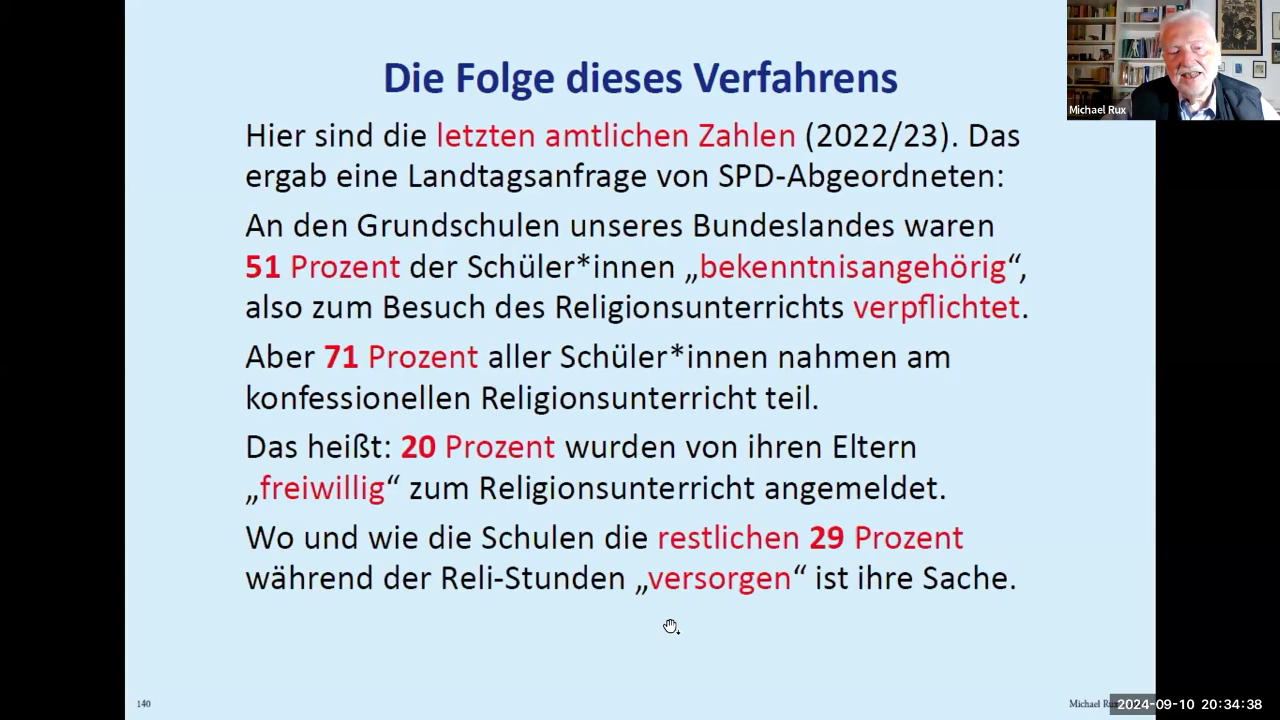 Die Folge dieses Verfahrens
Hier sind die letzten amtlichen Zahlen (2022/23). Das
ergab eine Landtagsanfrage von SPD-Abgeordneten:
An den Grundschulen unseres Bundeslandes waren
51 Prozent der Schüler*innen „bekenntnisangehörig“,
also zum Besuch des Religionsunterrichts verpflichtet.
Aber 71 Prozent aller Schüler*innen nahmen am
konfessionellen Religionsunterricht teil.
Das heißt: 20 Prozent wurden von ihren Eltern
„freiwillig“ zum Religionsunterricht angemeldet.
Wo und wie die Schulen die restlichen 29 Prozent
während der Reli-Stunden „versorgen“ ist ihre Sache.
Michael Rux
140
Michael
2024-09-10 20:34:38